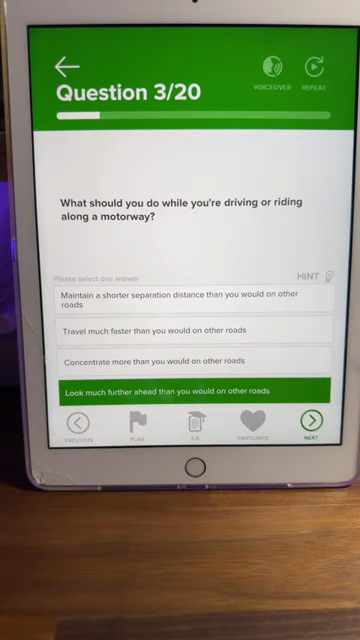 Question 3/20
VOICEOVER
REPEAT
What should you do while you're driving or riding
along a motorway?
Please select one answer
HINT
Maintain a shorter separation distance than you would on other
roads
Travel much faster than you would on other roads
Concentrate more than you would on other roads
Look much further ahead than you would on other roads
PREVIOUS
FLAG
FAVOURITE
NEXT